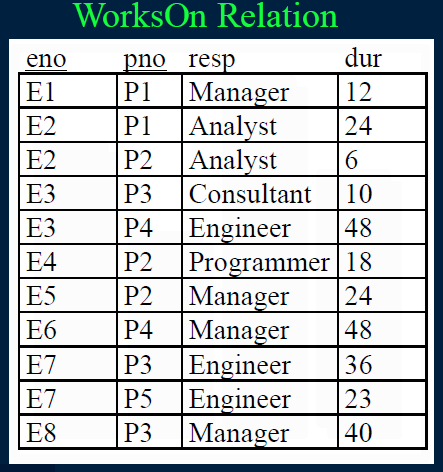 WorksOn Relation
eno pno resp dur
E1 P1 Manager 12
E2 P1 Analyst 24
E2 P2 Analyst 6
E3 P3 Consultant 10
E3 P4 Engineer 48
E4 P2 Programmer 18
E5 P2 Manager 24
E6 P4 Manager 48
E7 P3 Engineer 36
E7 P5 Engineer 23
E8 P3 Manager 40